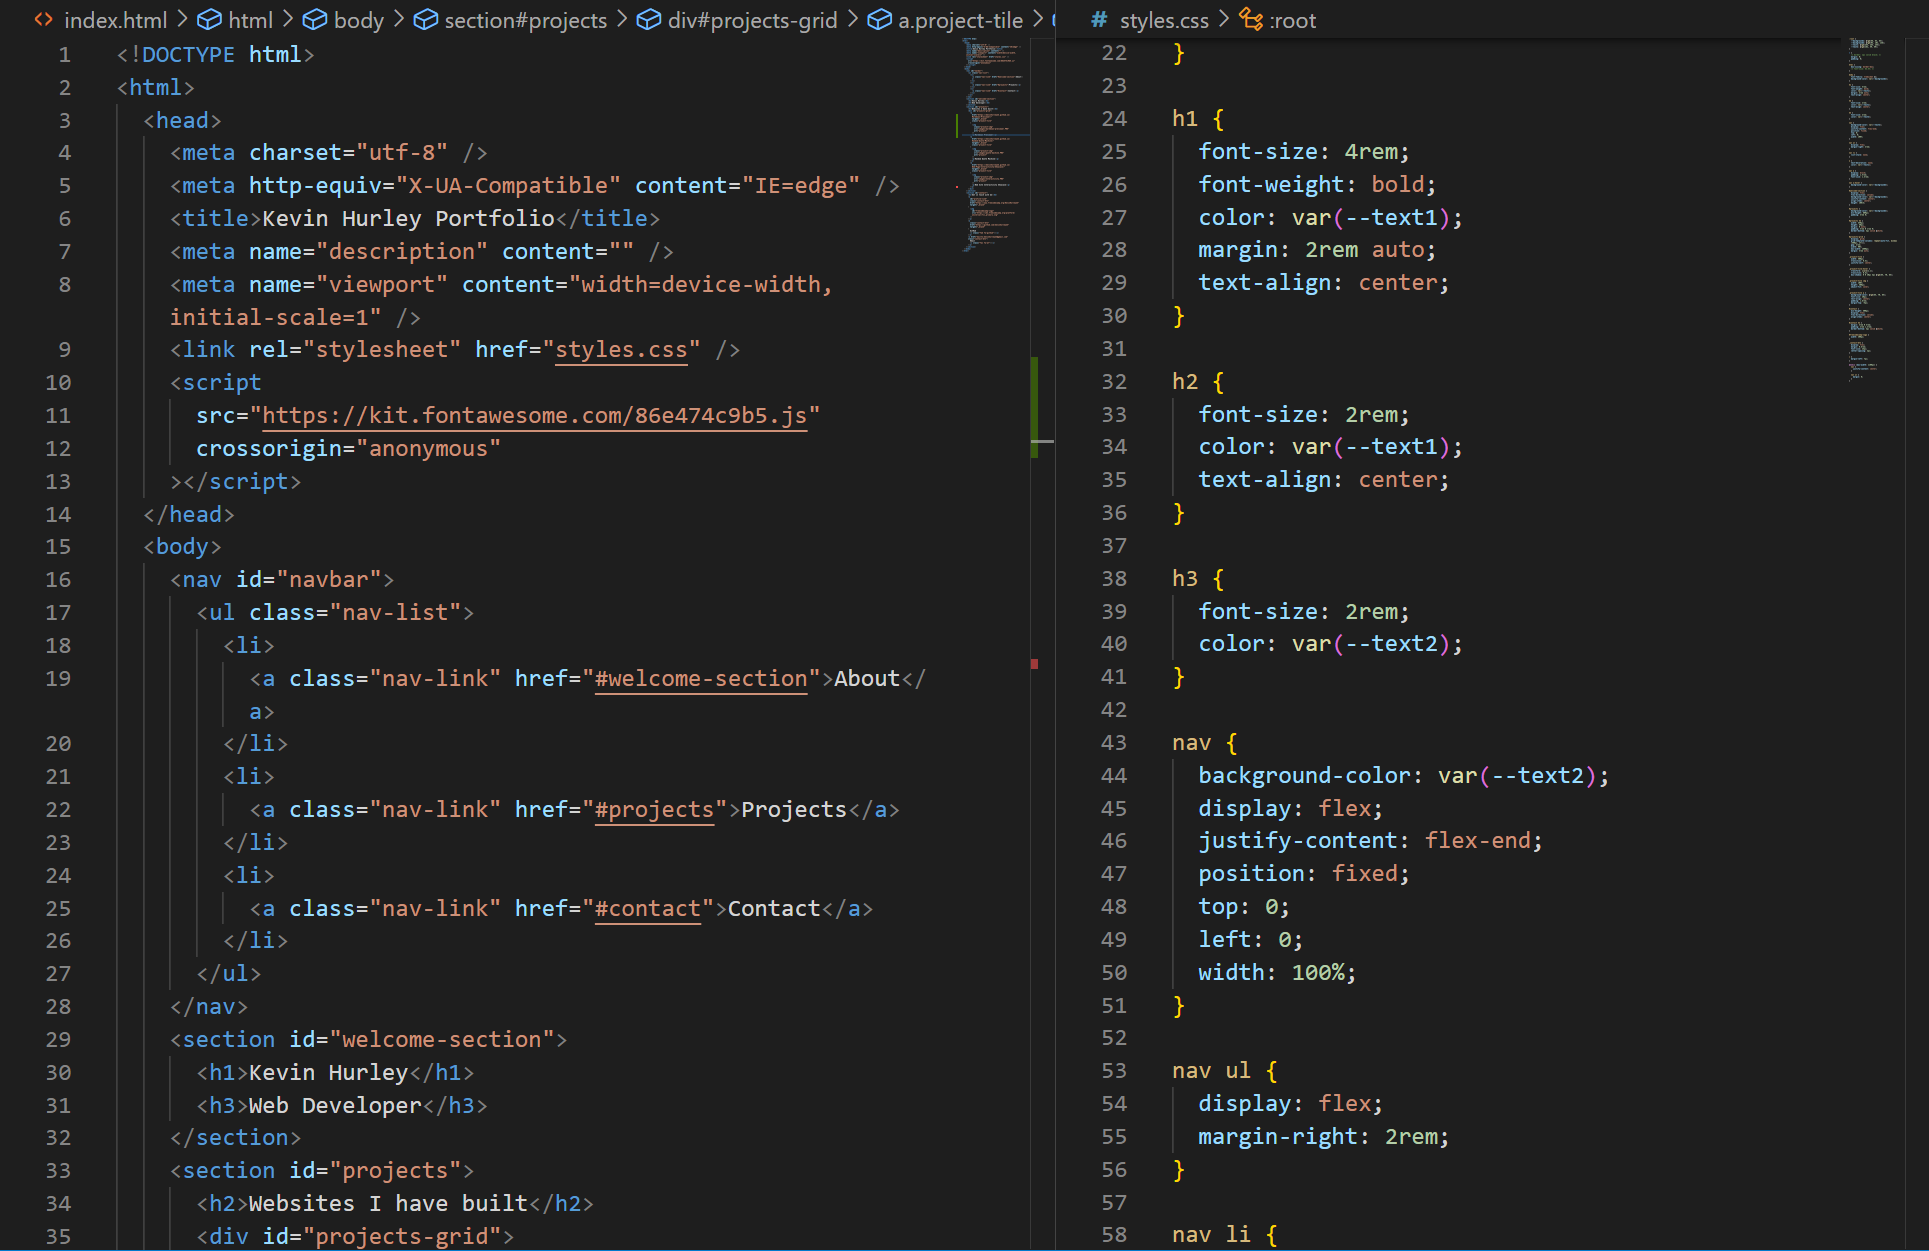 index.html > html > body > section#projects > div#projects-grid > a.project-tile >
1 <!DOCTYPE html>
2 <html>
3 <head>
4 <meta charset="utf-8" />
5 <meta http-equiv="X-UA-Compatible" content="IE=edge" />
6 <title>Kevin Hurley Portfolio</title>
7 <meta name="description" content="" />
8 <meta name="viewport" content="width=device-width,
initial-scale=1" />
9 <link rel="stylesheet" href="styles.css" />
10 <script
11 src="https://kit.fontawesome.com/86e474c9b5.js"
12 crossorigin="anonymous"
13 ></script>
14 </head>
15 <body>
16 <nav id="navbar">
17 <ul class="nav-list">
18 <li>
19 <a class="nav-link" href="#welcome-section">About</
a>
20 </li>
21 <li>
22 <a class="nav-link" href="#projects">Projects</a>
23 </li>
24 <li>
25 <a class="nav-link" href="#contact">Contact</a>
26 </li>
27 </ul>
28 </nav>
29 <section id="welcome-section">
30 <h1>Kevin Hurley</h1>
31 <h3>Web Developer</h3>
32 </section>
33 <section id="projects">
34 <h2>Websites I have built</h2>
35 <div id="projects-grid">
# styles.css > :root
22 }
23
24 h1 {
25 font-size: 4rem;
26 font-weight: bold;
27 color: var(--text1);
28 margin: 2rem auto;
29 text-align: center;
30 }
31
32 h2 {
33 font-size: 2rem;
34 color: var(--text1);
35 text-align: center;
36 }
37
38 h3 {
39 font-size: 2rem;
40 color: var(--text2);
41 }
42
43 nav {
44 background-color: var(--text2);
45 display: flex;
46 justify-content: flex-end;
47 position: fixed;
48 top: 0;
49 left: 0;
50 width: 100%;
51 }
52
53 nav ul {
54 display: flex;
55 margin-right: 2rem;
56 }
57
58 nav li {